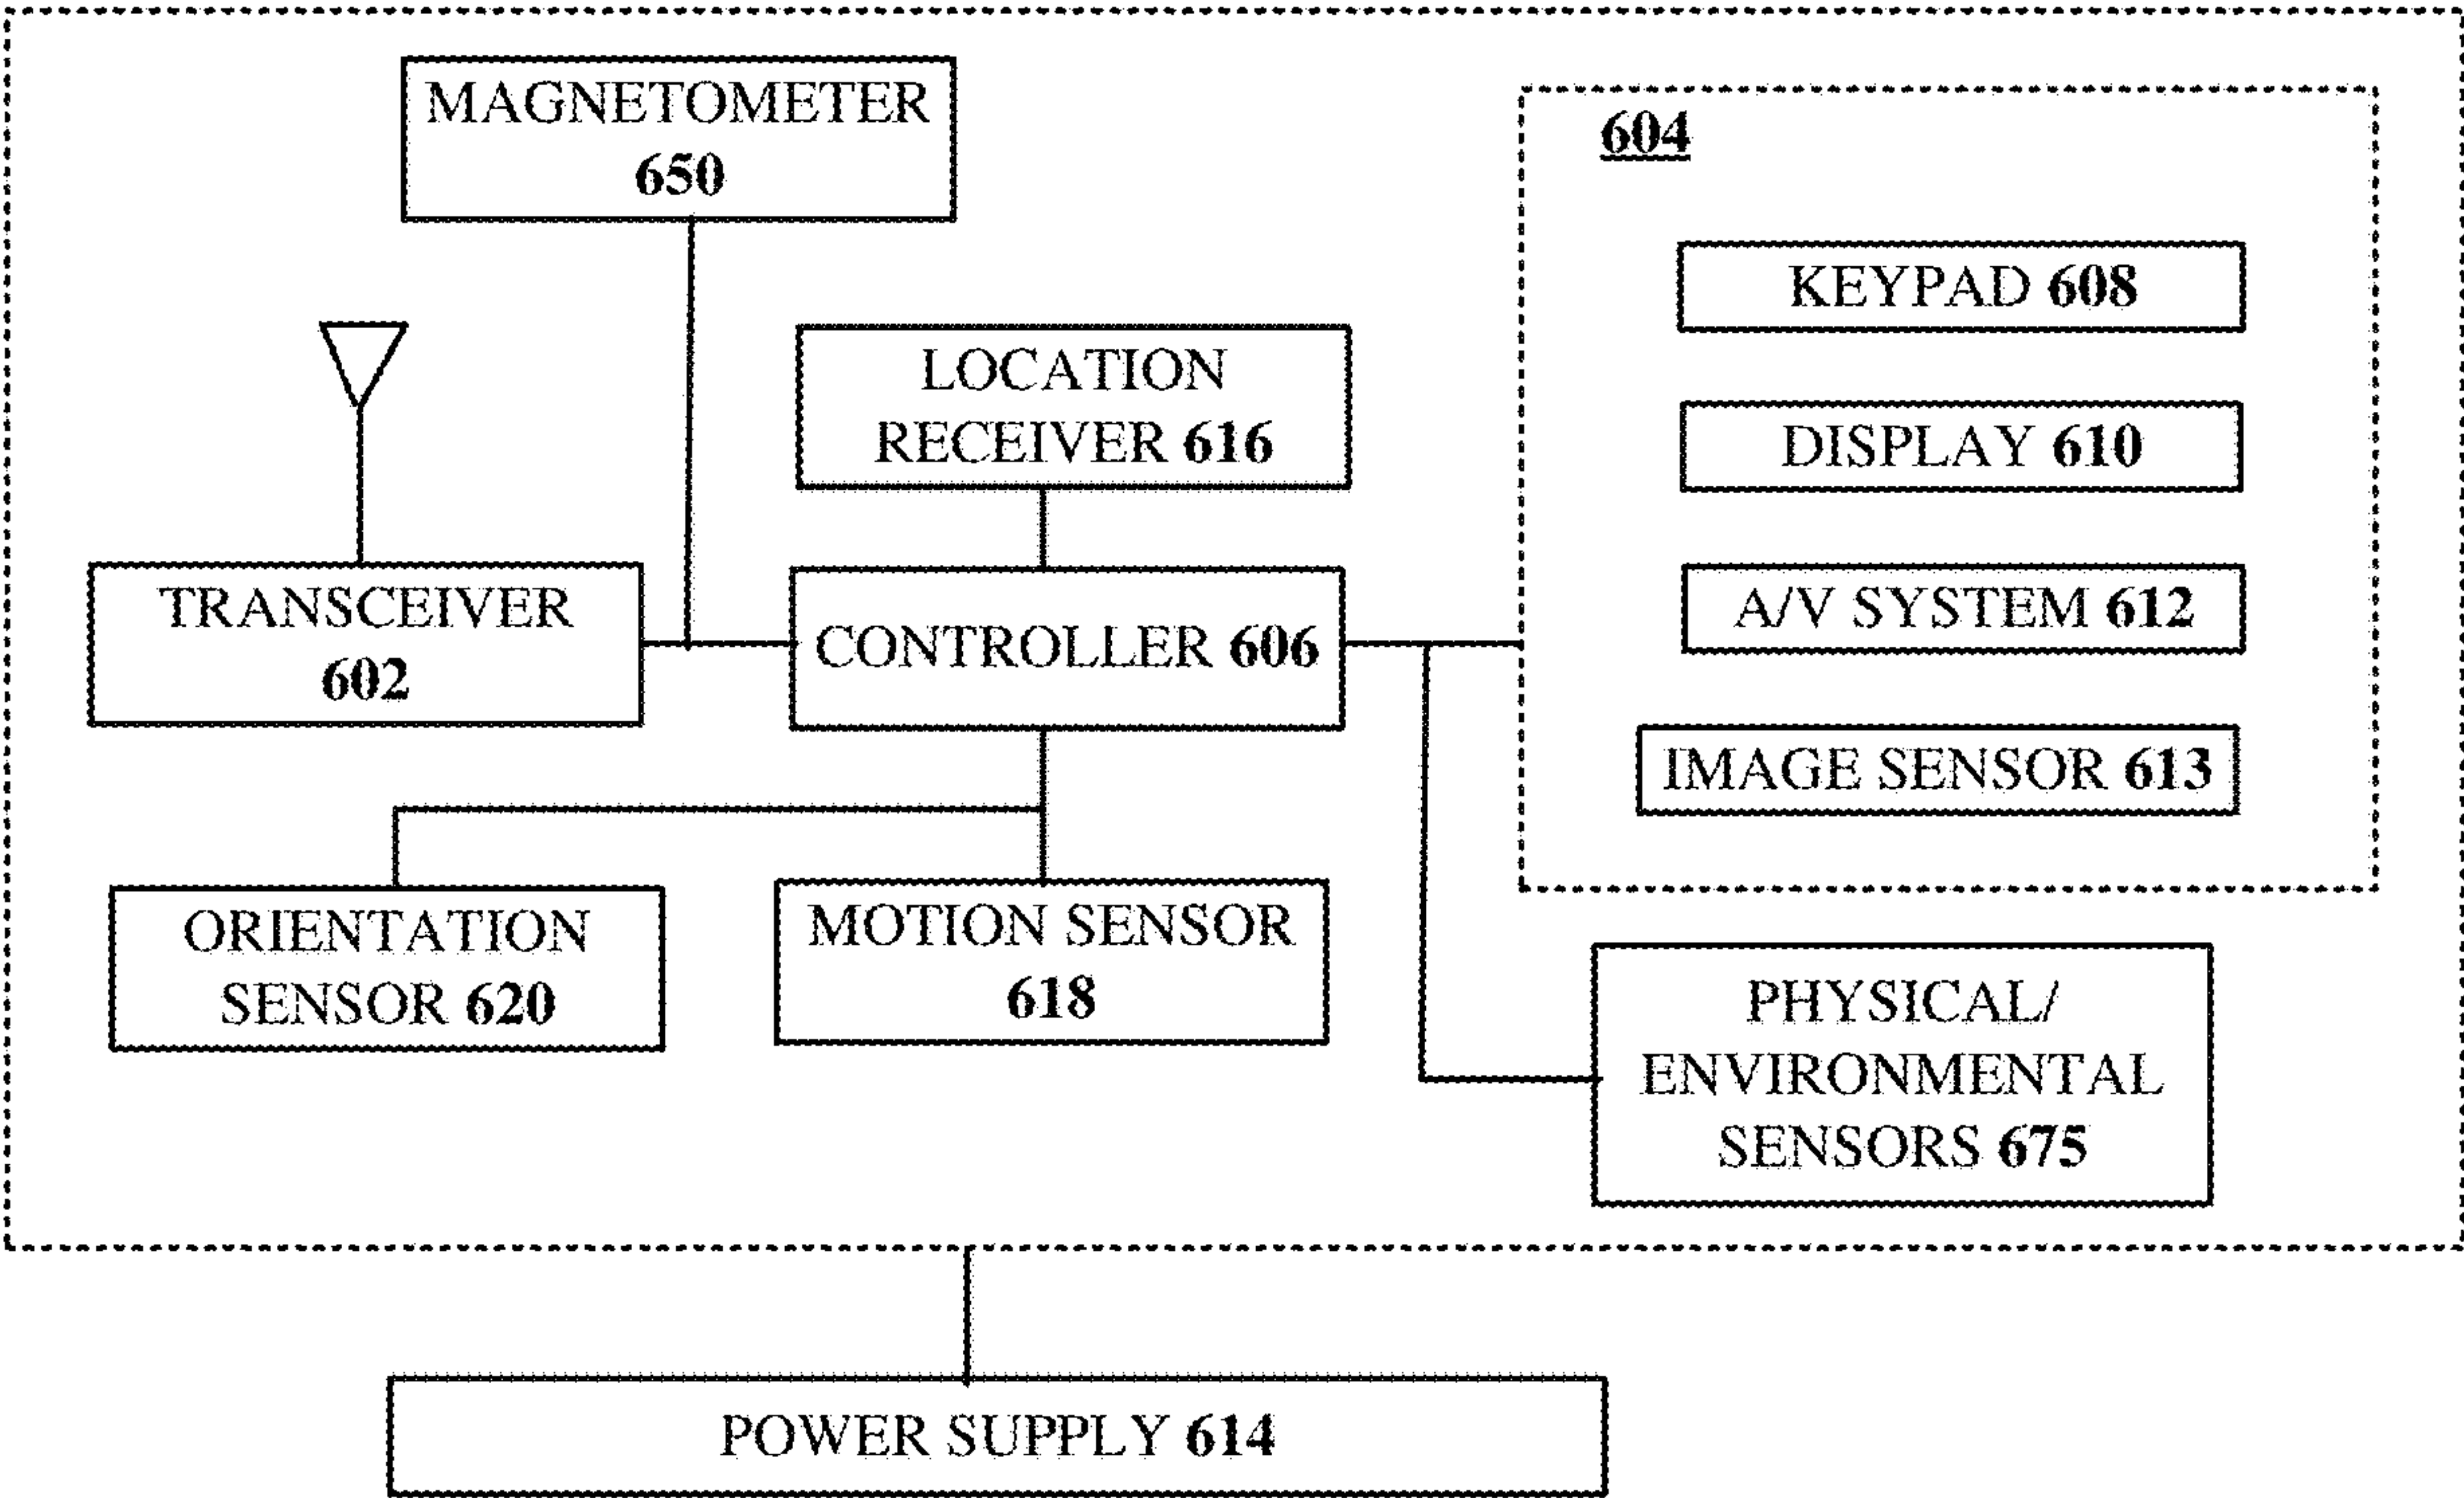 MAGNETOMETER
650
604
KEYPAD 608
LOCATION
RECEIVER 616
DISPLAY 610
TRANSCEIVER
602
CONTROLLER 606
A/V SYSTEM 612
IMAGE SENSOR 613
ORIENTATION
SENSOR 620
MOTION SENSOR
618
PHYSICAL/
ENVIRONMENTAL
SENSORS 675
POWER SUPPLY 614